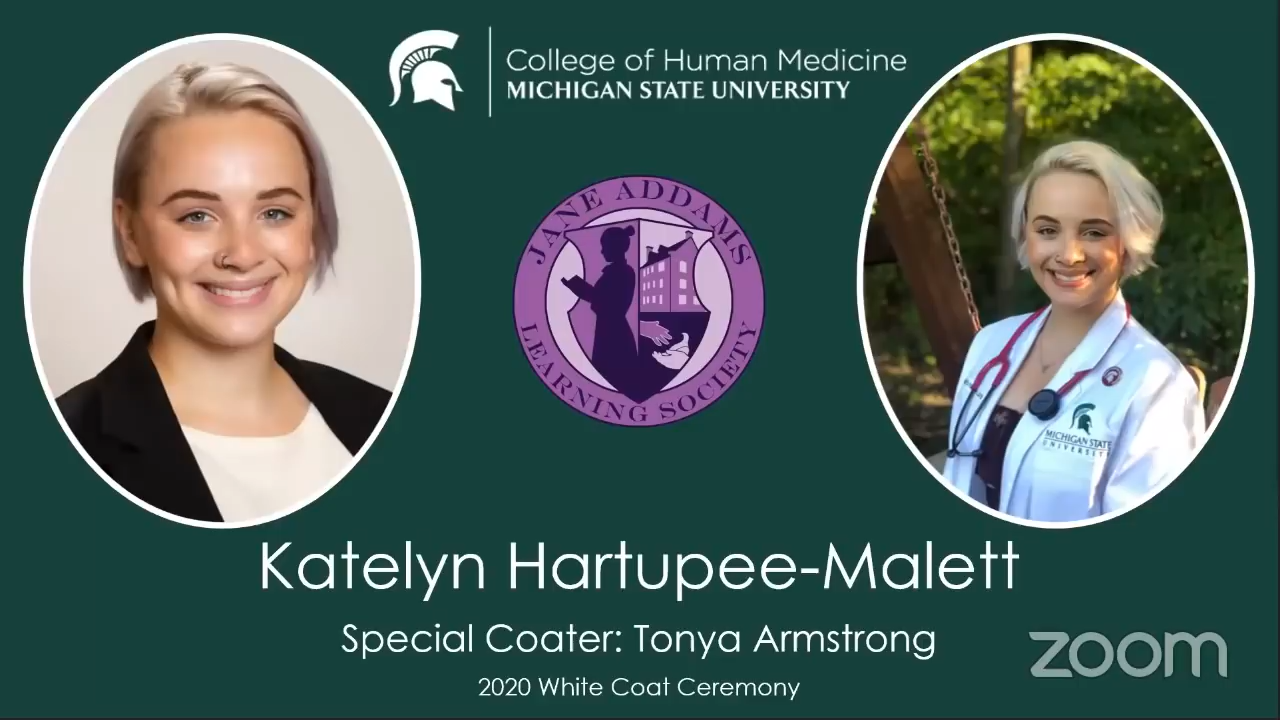 College of Human Medicine
MICHIGAN STATE UNIVERSITY
JANE ADDAMS
LEARNING SOCIETY
MICHIGAN STATE
UNIVERSITY
Katelyn Hartupee-Malett
Special Coater: Tonya Armstrong
zoom
2020 White Coat Ceremony